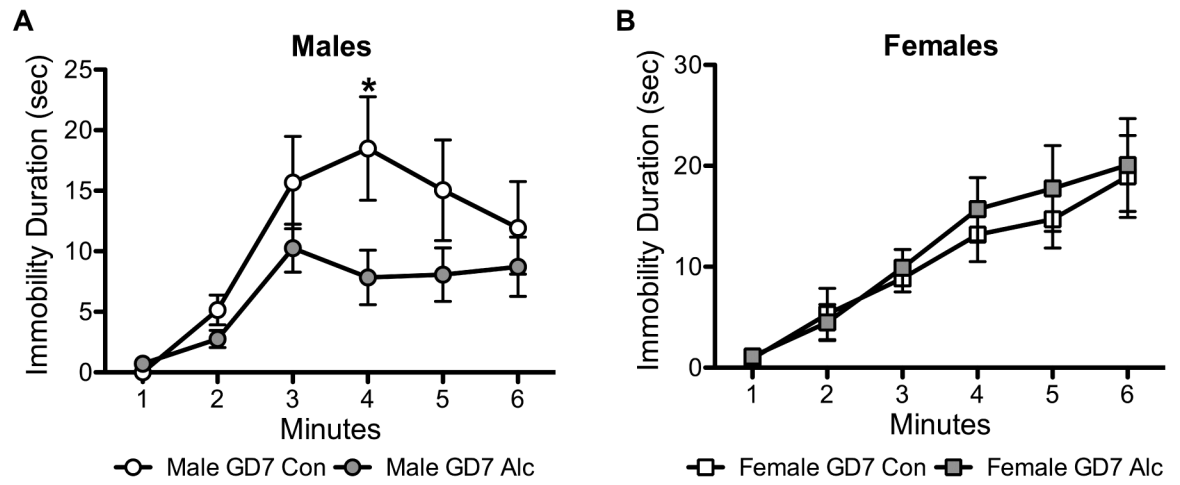 A
Males
Immobility Duration (sec)
25
20
15
10
5
0
*
1 2 3 4 5 6
Minutes
Male GD7 Con Male GD7 Alc
B
Females
Immobility Duration (sec)
30
20
10
0
1 2 3 4 5 6
Minutes
Female GD7 Con Female GD7 Alc